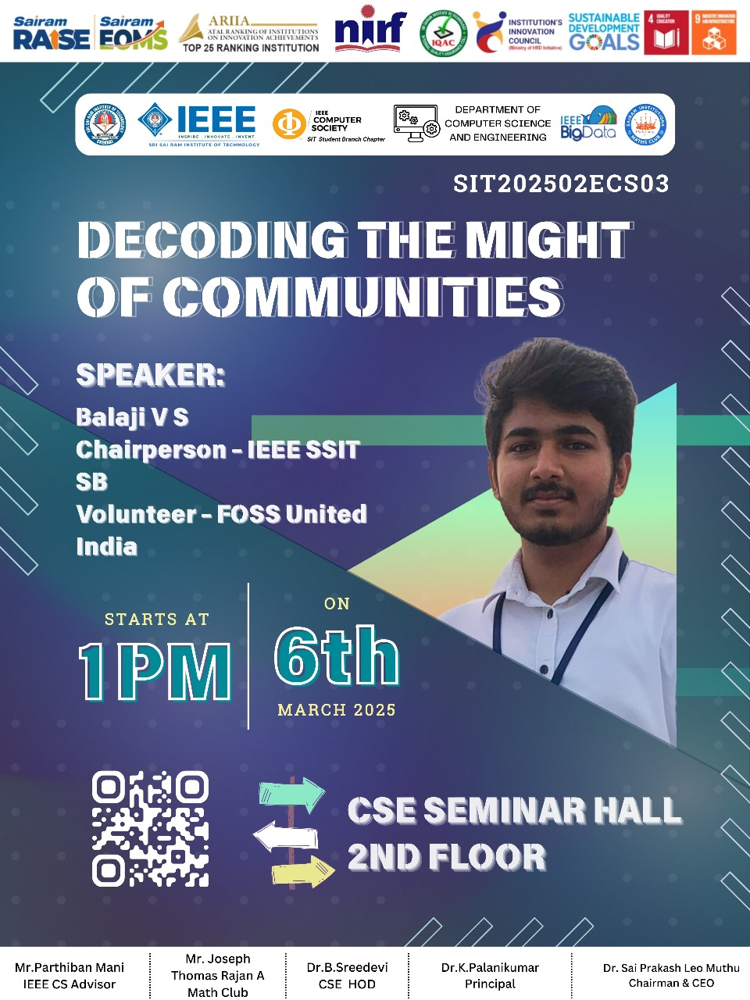 Sairam
RAISE
Sairam
EOMS
ARIIA
ATAL RANKING OF INSTITUTIONS
ON INNOVATION ACHIEVEMENTS
TOP 25 RANKING INSTITUTION
nirf
IQAC
INSTITUTION'S
INNOVATION
COUNCIL
(Ministry of HRD Initiative)
SUSTAINABLE
DEVELOPMENT
GOALS
4 QUALITY
EDUCATION
9 INDUSTRY, INNOVATION
AND INFRASTRUCTURE
IEEE
INSPIRE . INNOVATE . INVENT
SRI SAI RAM INSTITUTE OF TECHNOLOGY
IEEE
COMPUTER
SOCIETY
SIT Student Branch Chapter
DEPARTMENT OF
COMPUTER SCIENCE
AND ENGINEERING
IEEE
BigData
SAIRAM INSTITUTIONS
MATHS CLUB
SIT202502ECS03
DECODING THE MIGHT
OF COMMUNITIES
SPEAKER:
Balaji V S
Chairperson – IEEE SSIT
SB
Volunteer – FOSS United
India
STARTS AT
1PM
ON
6th
MARCH 2025
CSE SEMINAR HALL
2ND FLOOR
Mr.Parthiban Mani
IEEE CS Advisor
Mr. Joseph
Thomas Rajan A
Math Club
Dr.B.Sreedevi
CSE HOD
Dr.K.Palanikumar
Principal
Dr. Sai Prakash Leo Muthu
Chairman & CEO